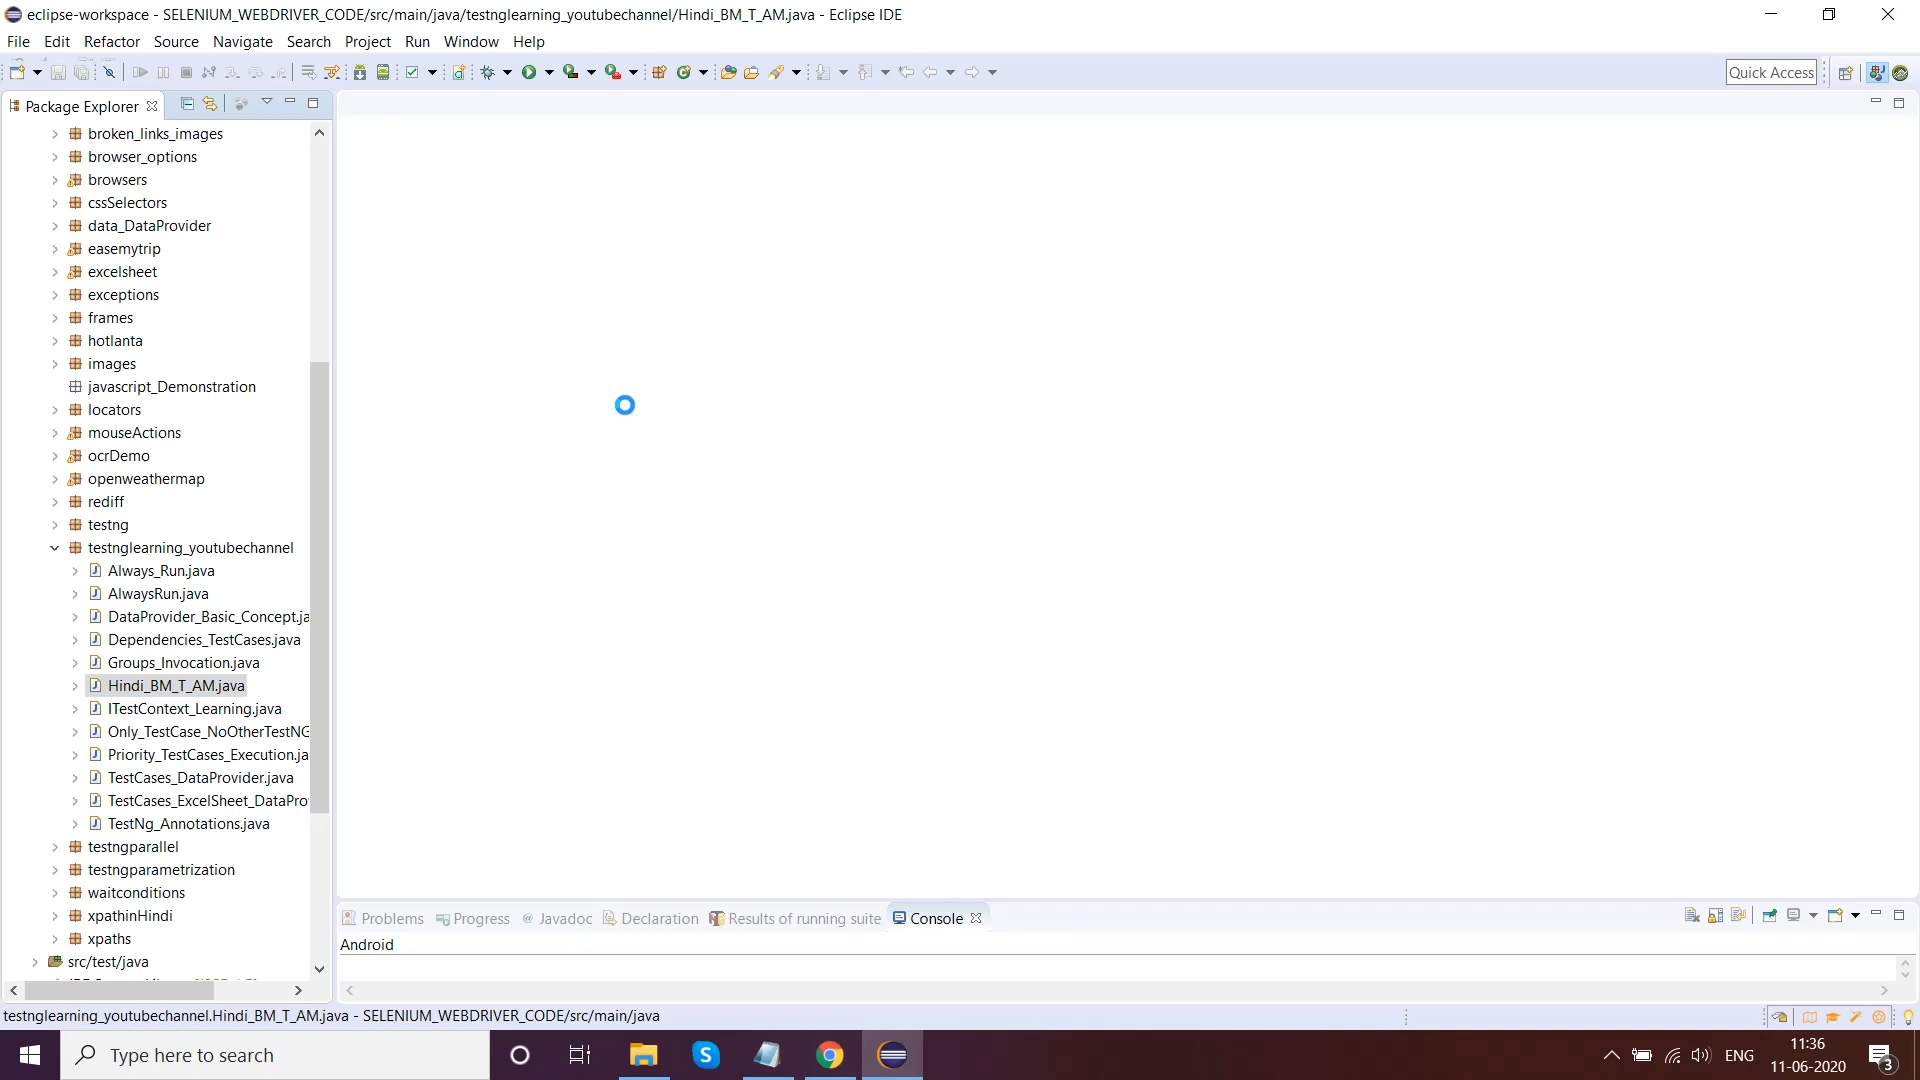 eclipse-workspace - SELENIUM_WEBDRIVER_CODE/src/main/java/testnglearning_youtubechannel/Hindi_BM_T_AM.java - Eclipse IDE
File Edit Refactor Source Navigate Search Project Run Window Help
Quick Access
Package Explorer
broken_links_images
browser_options
browsers
cssSelectors
data_DataProvider
easemytrip
excelsheet
exceptions
frames
hotlanta
images
javascript_Demonstration
locators
mouseActions
ocrDemo
openweathermap
rediff
testng
testnglearning_youtubechannel
Always_Run.java
AlwaysRun.java
DataProvider_Basic_Concept.ja
Dependencies_TestCases.java
Groups_Invocation.java
Hindi_BM_T_AM.java
ITestContext_Learning.java
Only_TestCase_NoOtherTestNG
Priority_TestCases_Execution.ja
TestCases_DataProvider.java
TestCases_ExcelSheet_DataPro
TestNg_Annotations.java
testngparallel
testngparametrization
waitconditions
xpathinHindi
xpaths
src/test/java
Problems Progress Javadoc Declaration Results of running suite Console
Android
testnglearning_youtubechannel.Hindi_BM_T_AM.java - SELENIUM_WEBDRIVER_CODE/src/main/java
Type here to search
ENG
11:36
11-06-2020
3